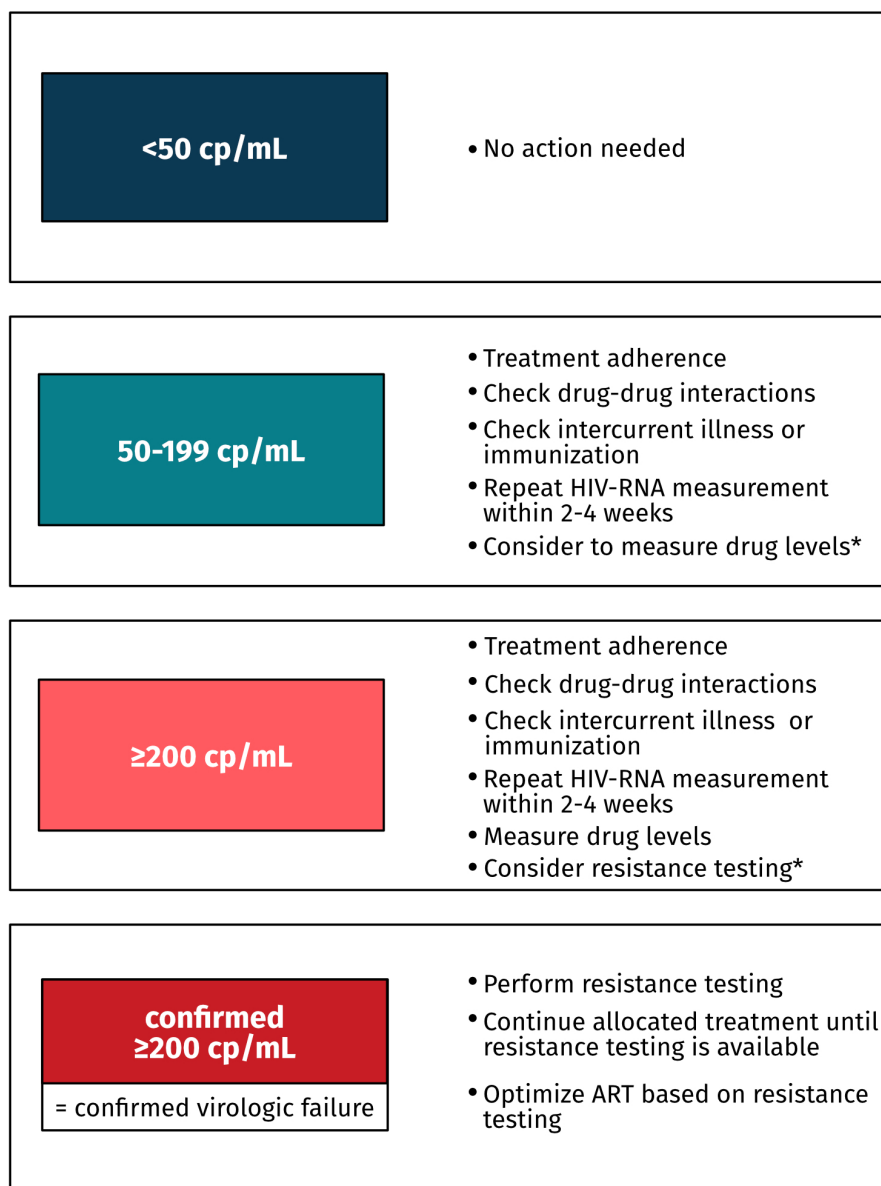 <50 cp/mL
• No action needed
50-199 cp/mL
• Treatment adherence
• Check drug-drug interactions
• Check intercurrent illness or
immunization
• Repeat HIV-RNA measurement
within 2-4 weeks
• Consider to measure drug levels*
≥200 cp/mL
• Treatment adherence
• Check drug-drug interactions
• Check intercurrent illness or
immunization
• Repeat HIV-RNA measurement
within 2-4 weeks
• Measure drug levels
• Consider resistance testing*
confirmed
≥200 cp/mL
= confirmed virologic failure
• Perform resistance testing
• Continue allocated treatment until
resistance testing is available
• Optimize ART based on resistance
testing